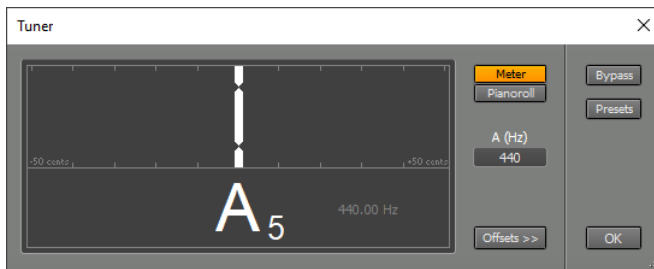 Tuner
Meter
Pianoroll
Bypass
Presets
A (Hz)
440
-50 cents
+50 cents
A5
440.00 Hz
Offsets >>
OK